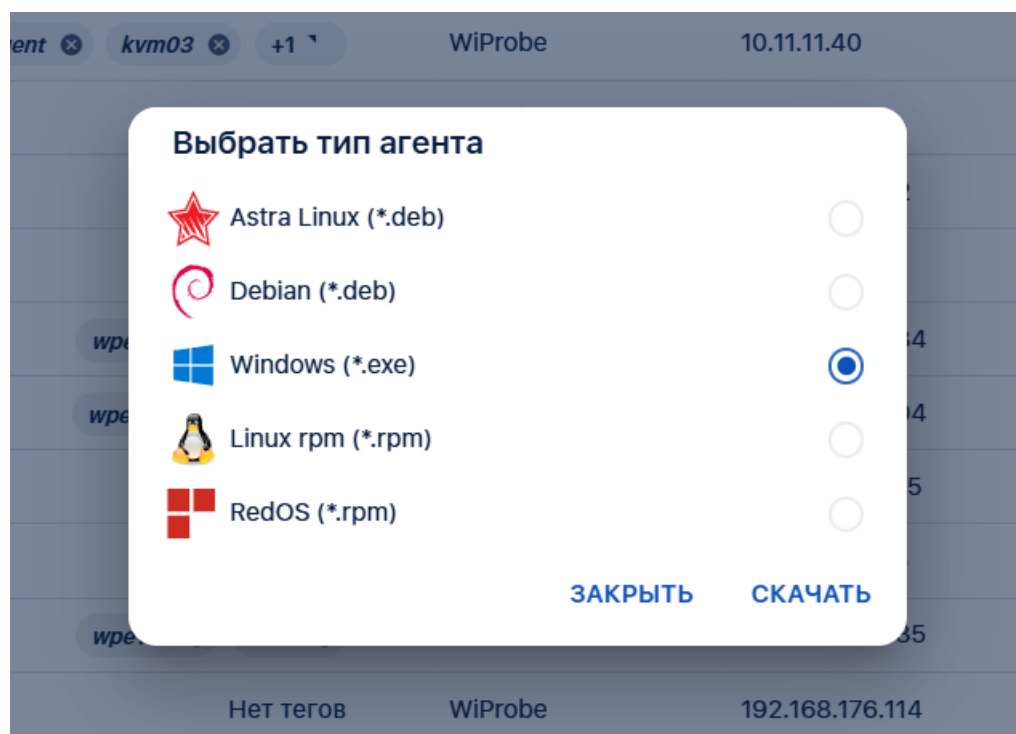 ent kvm03 +1 WiProbe 10.11.11.40
Выбрать тип агента
Astra Linux (*.deb)
Debian (*.deb)
Windows (*.exe)
Linux rpm (*.rpm)
RedOS (*.rpm)
ЗАКРЫТЬ СКАЧАТЬ
Нет тегов WiProbe 192.168.176.114